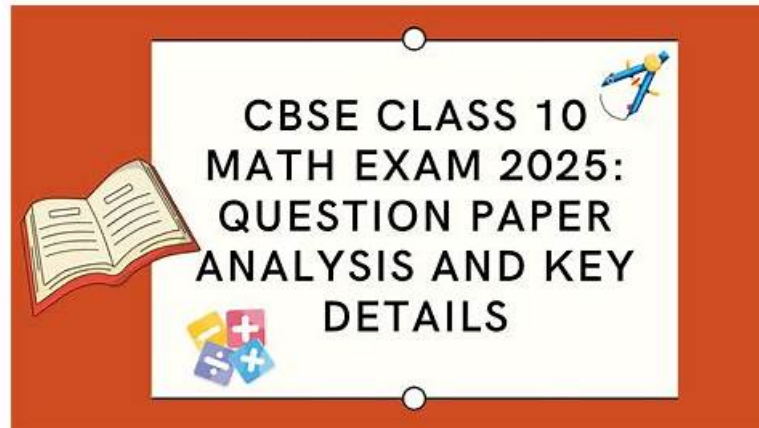 CBSE CLASS 10
MATH EXAM 2025:
QUESTION PAPER
ANALYSIS AND KEY
DETAILS